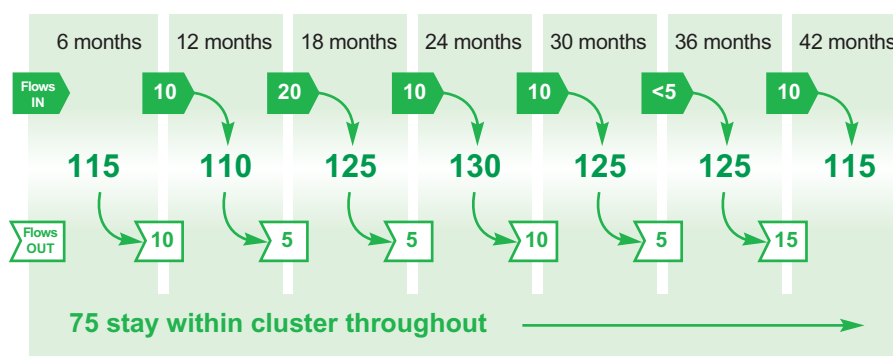 6 months 12 months 18 months 24 months 30 months 36 months 42 months
Flows
IN
10 20 10 10 <5 10
115 110 125 130 125 125 115
Flows
OUT
10 5 5 10 5 15
75 stay within cluster throughout